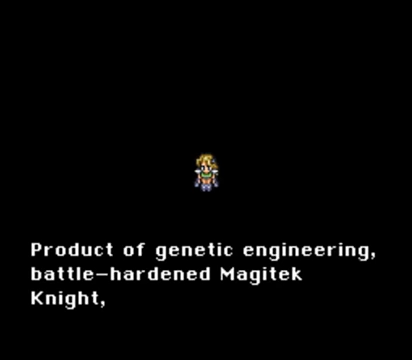 Product of genetic engineering,
battle-hardened Magitek
Knight,